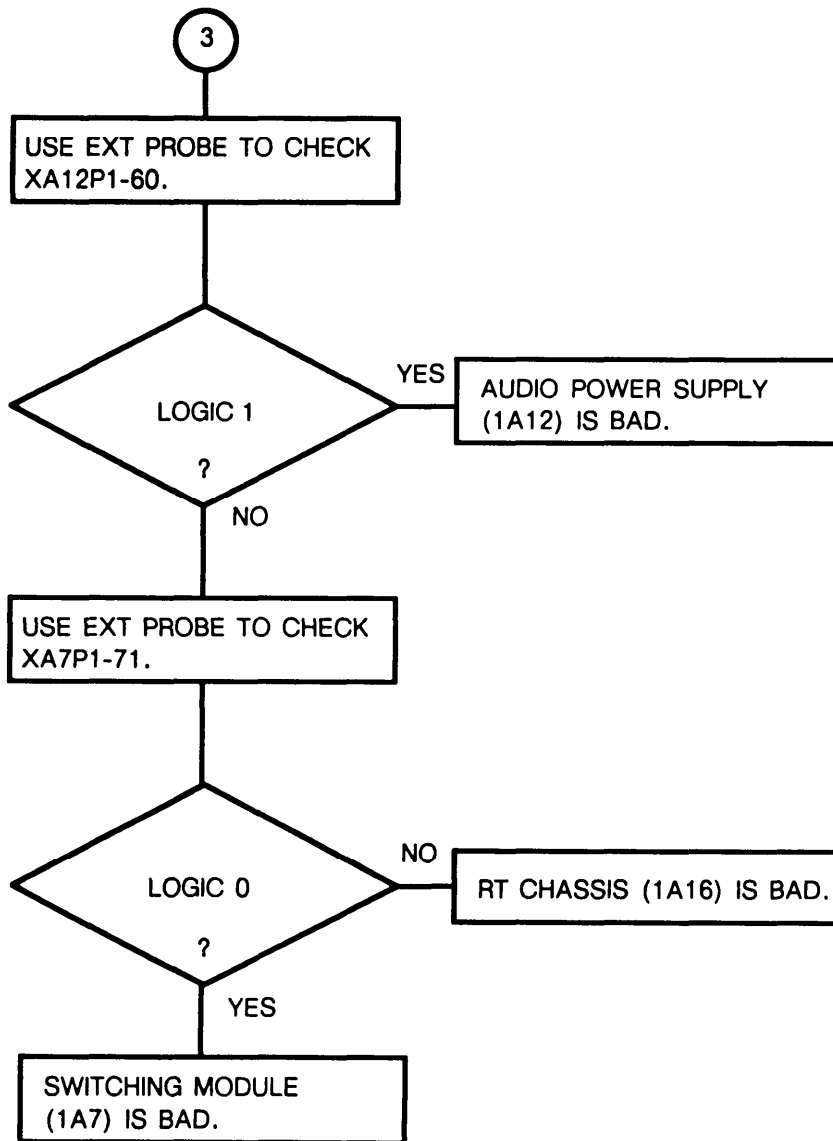 3
USE EXT PROBE TO CHECK
XA12P1-60.
LOGIC 1
?
YES
AUDIO POWER SUPPLY
(1A12) IS BAD.
NO
USE EXT PROBE TO CHECK
XA7P1-71.
LOGIC 0
?
NO
RT CHASSIS (1A16) IS BAD.
YES
SWITCHING MODULE
(1A7) IS BAD.